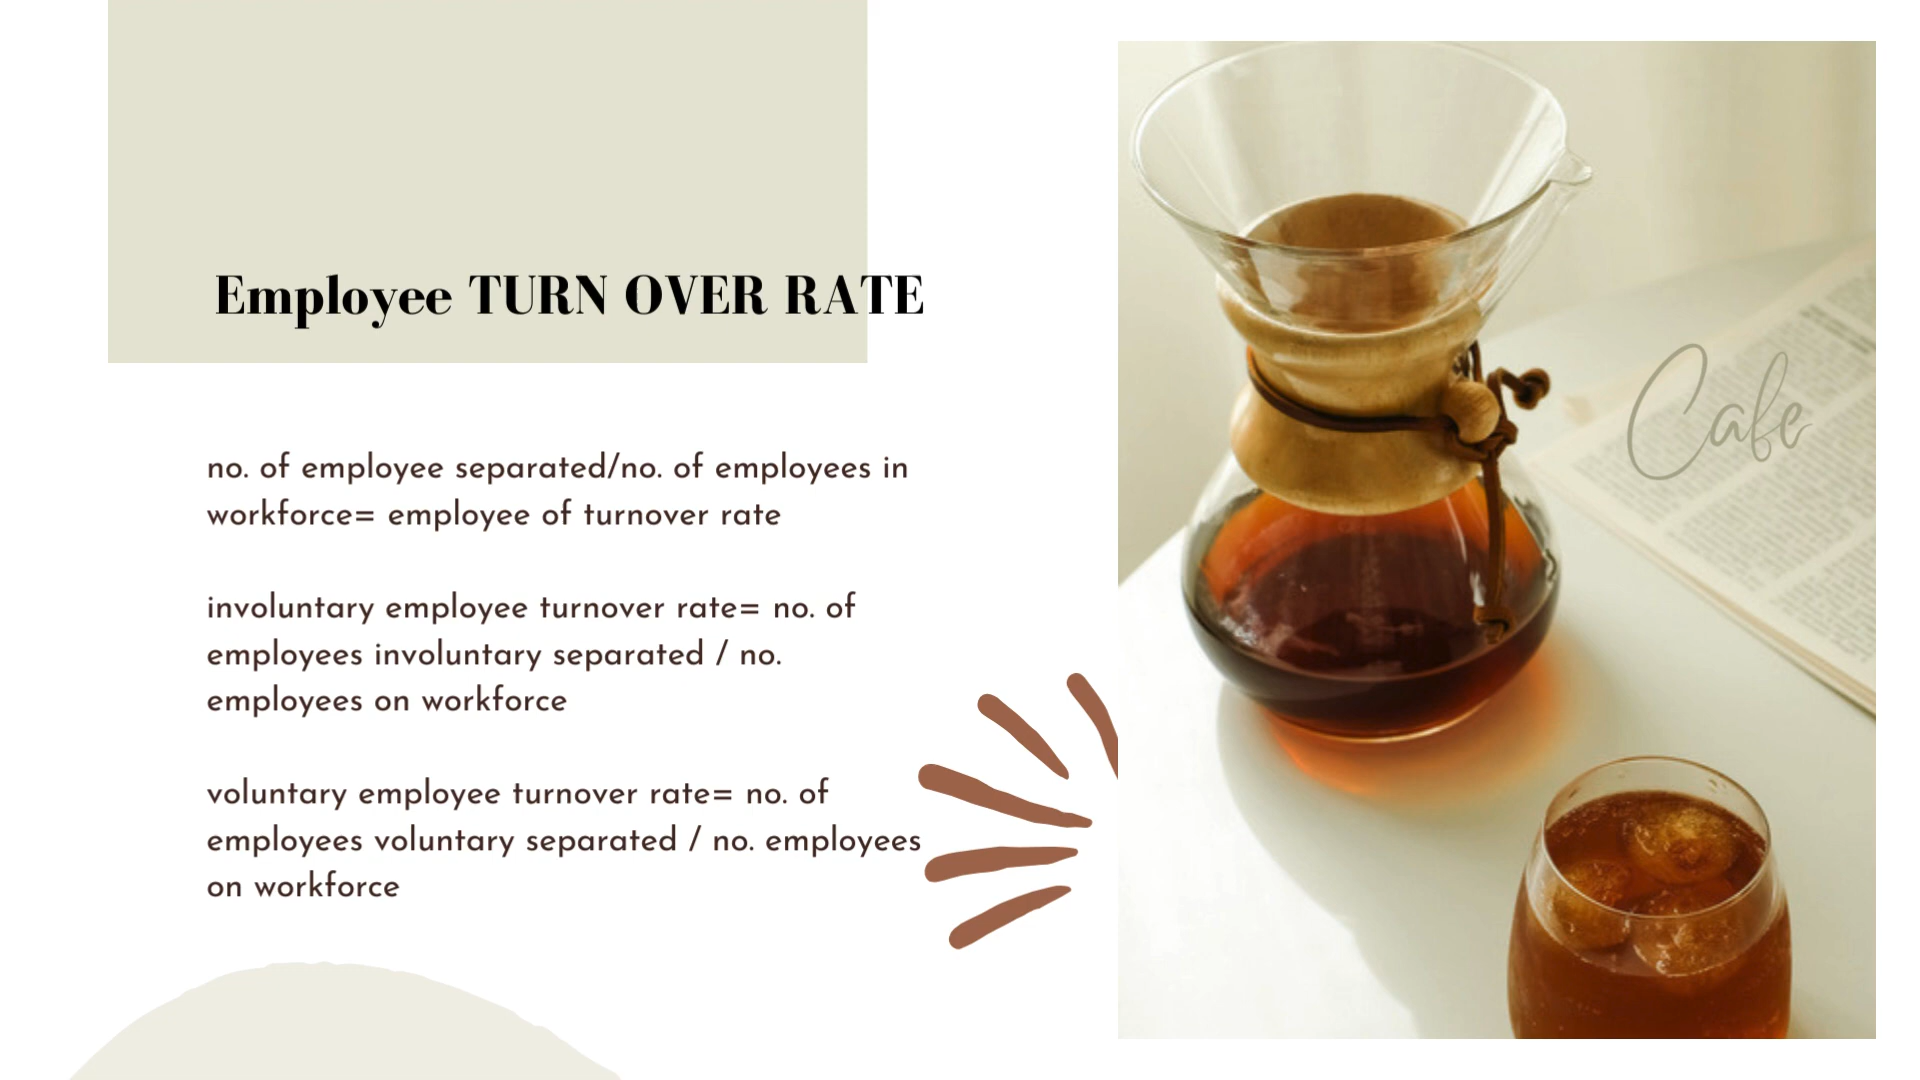 Employee TURN OVER RATE
no. of employee separated/no. of employees in
workforce= employee of turnover rate
involuntary employee turnover rate= no. of
employees involuntary separated / no.
employees on workforce
voluntary employee turnover rate= no. of
employees voluntary separated / no. employees
on workforce
Cafe